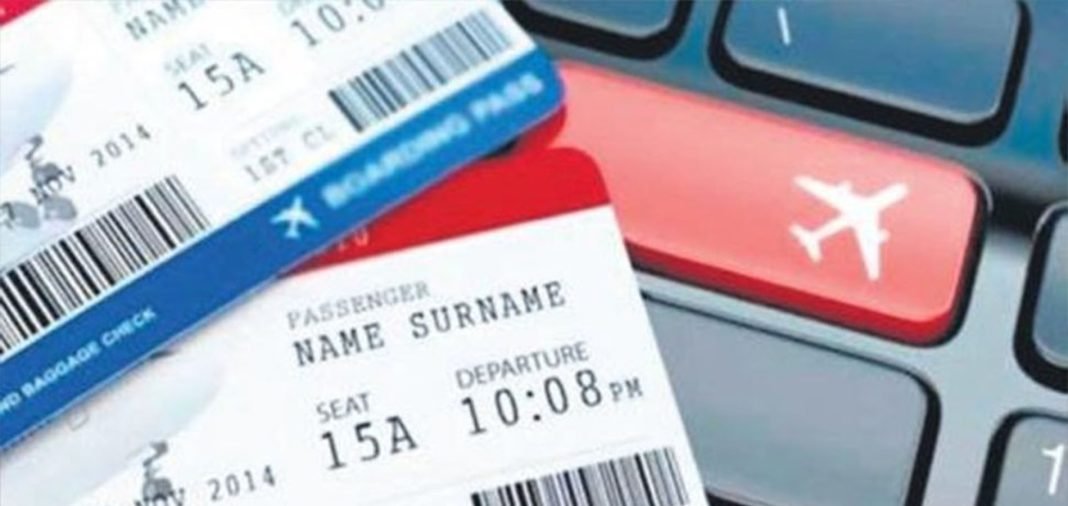 NAME
SEAT
15A
10:0
NOV 2014
1ST CL
BOARDING PASS
BAGGAGE CHECK
PASSENGER
NAME SURNAME
SEAT
15A
DEPARTURE
10:08 PM
NOV 2014
\
1